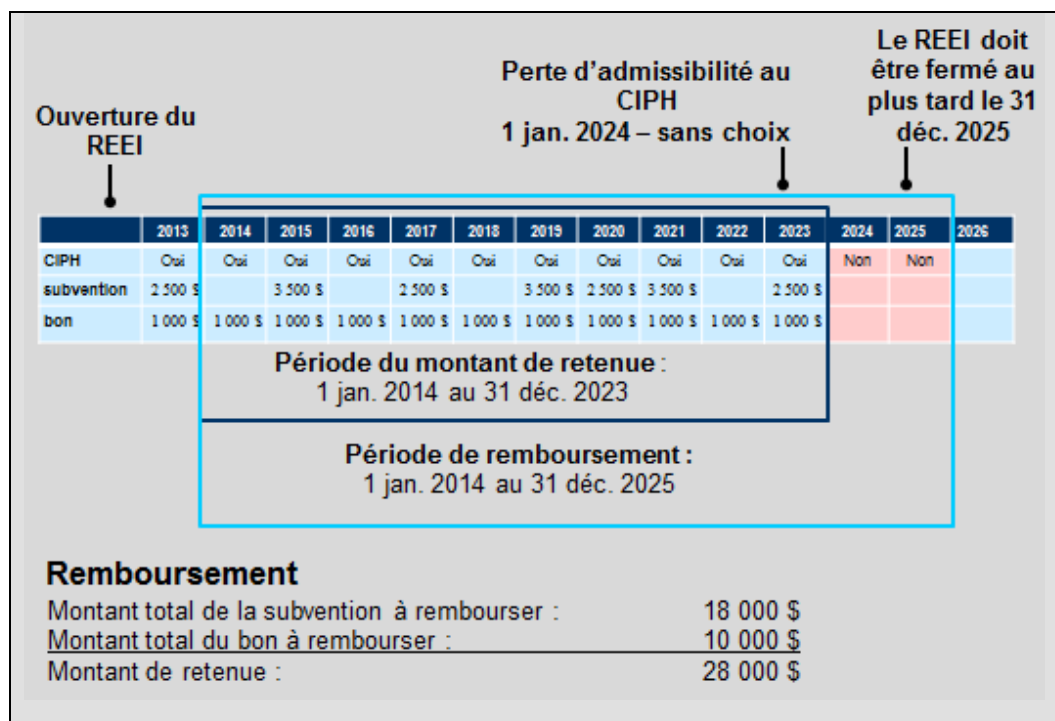 Ouverture du
REEI
Perte d'admissibilité au
CIPH
1 jan. 2024 – sans choix
Le REEI doit
être fermé au
plus tard le 31
déc. 2025
2013 2014 2015 2016 2017 2018 2019 2020 2021 2022 2023 2024 2025 2026
CIPH Oui Oui Oui Oui Oui Oui Oui Oui Oui Oui Oui Non Non
subvention 2 500 $ 3 500 $ 2 500 $ 3 500 $ 2 500 $ 3 500 $ 2 500 $
bon 1 000 $ 1 000 $ 1 000 $ 1 000 $ 1 000 $ 1 000 $ 1 000 $ 1 000 $ 1 000 $ 1 000 $ 1 000 $
Période du montant de retenue :
1 jan. 2014 au 31 déc. 2023
Période de remboursement :
1 jan. 2014 au 31 déc. 2025
Remboursement
Montant total de la subvention à rembourser : 18 000 $
Montant total du bon à rembourser : 10 000 $
Montant de retenue : 28 000 $